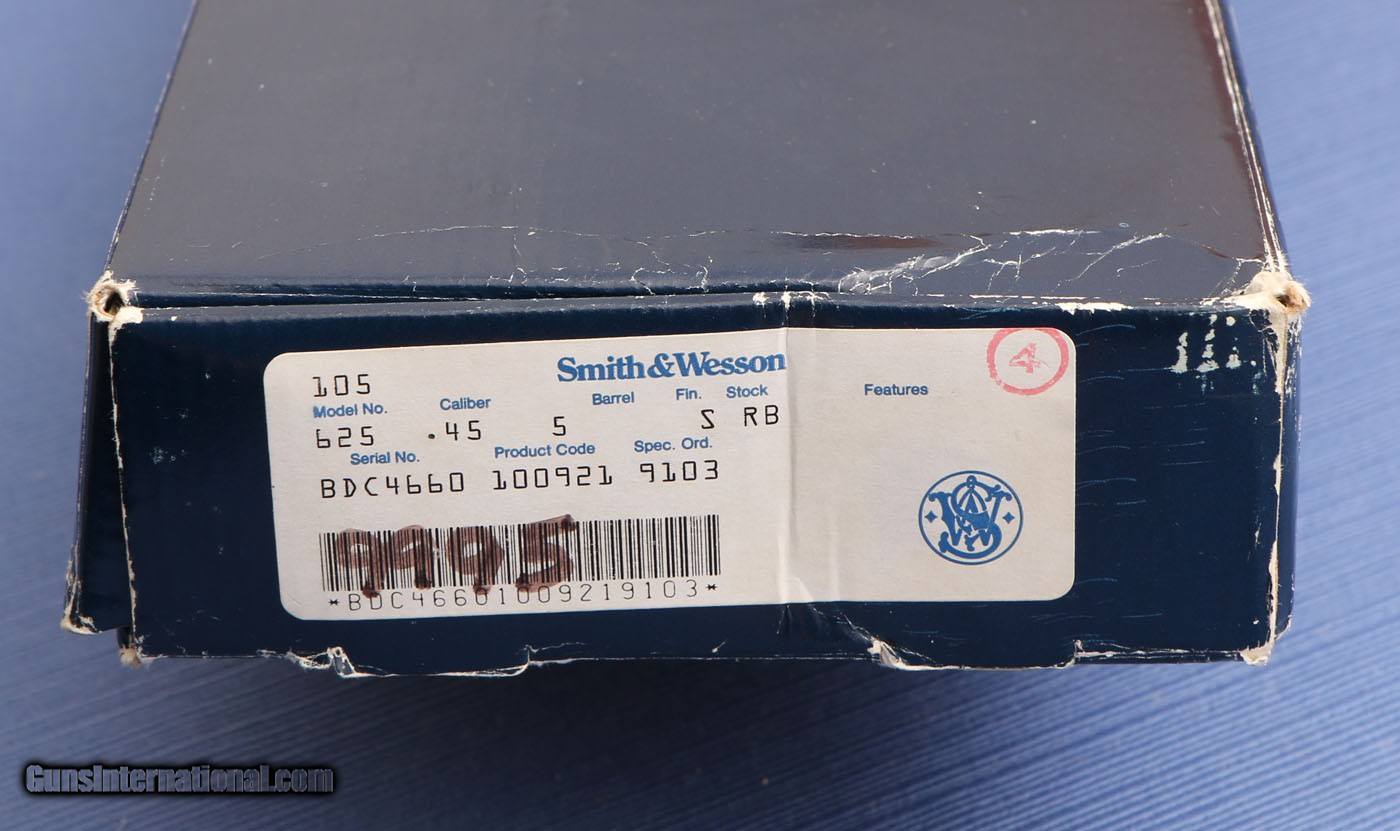 Smith&Wesson
4
105
Model No. Caliber Barrel Fin. Stock Features
625 .45 5 S RB
Serial No. Product Code Spec. Ord.
BDC4660 100921 9103
9995
*BDC46601009219103*
GunsInternational.com